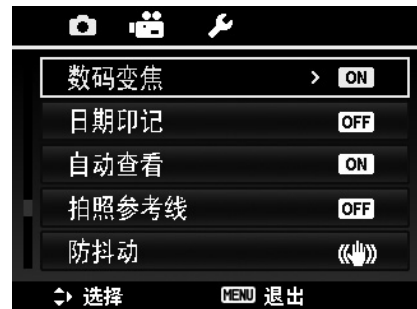 数码变焦 > ON
日期印记 OFF
自动查看 ON
拍照参考线 OFF
防抖动
选择 MENU 退出